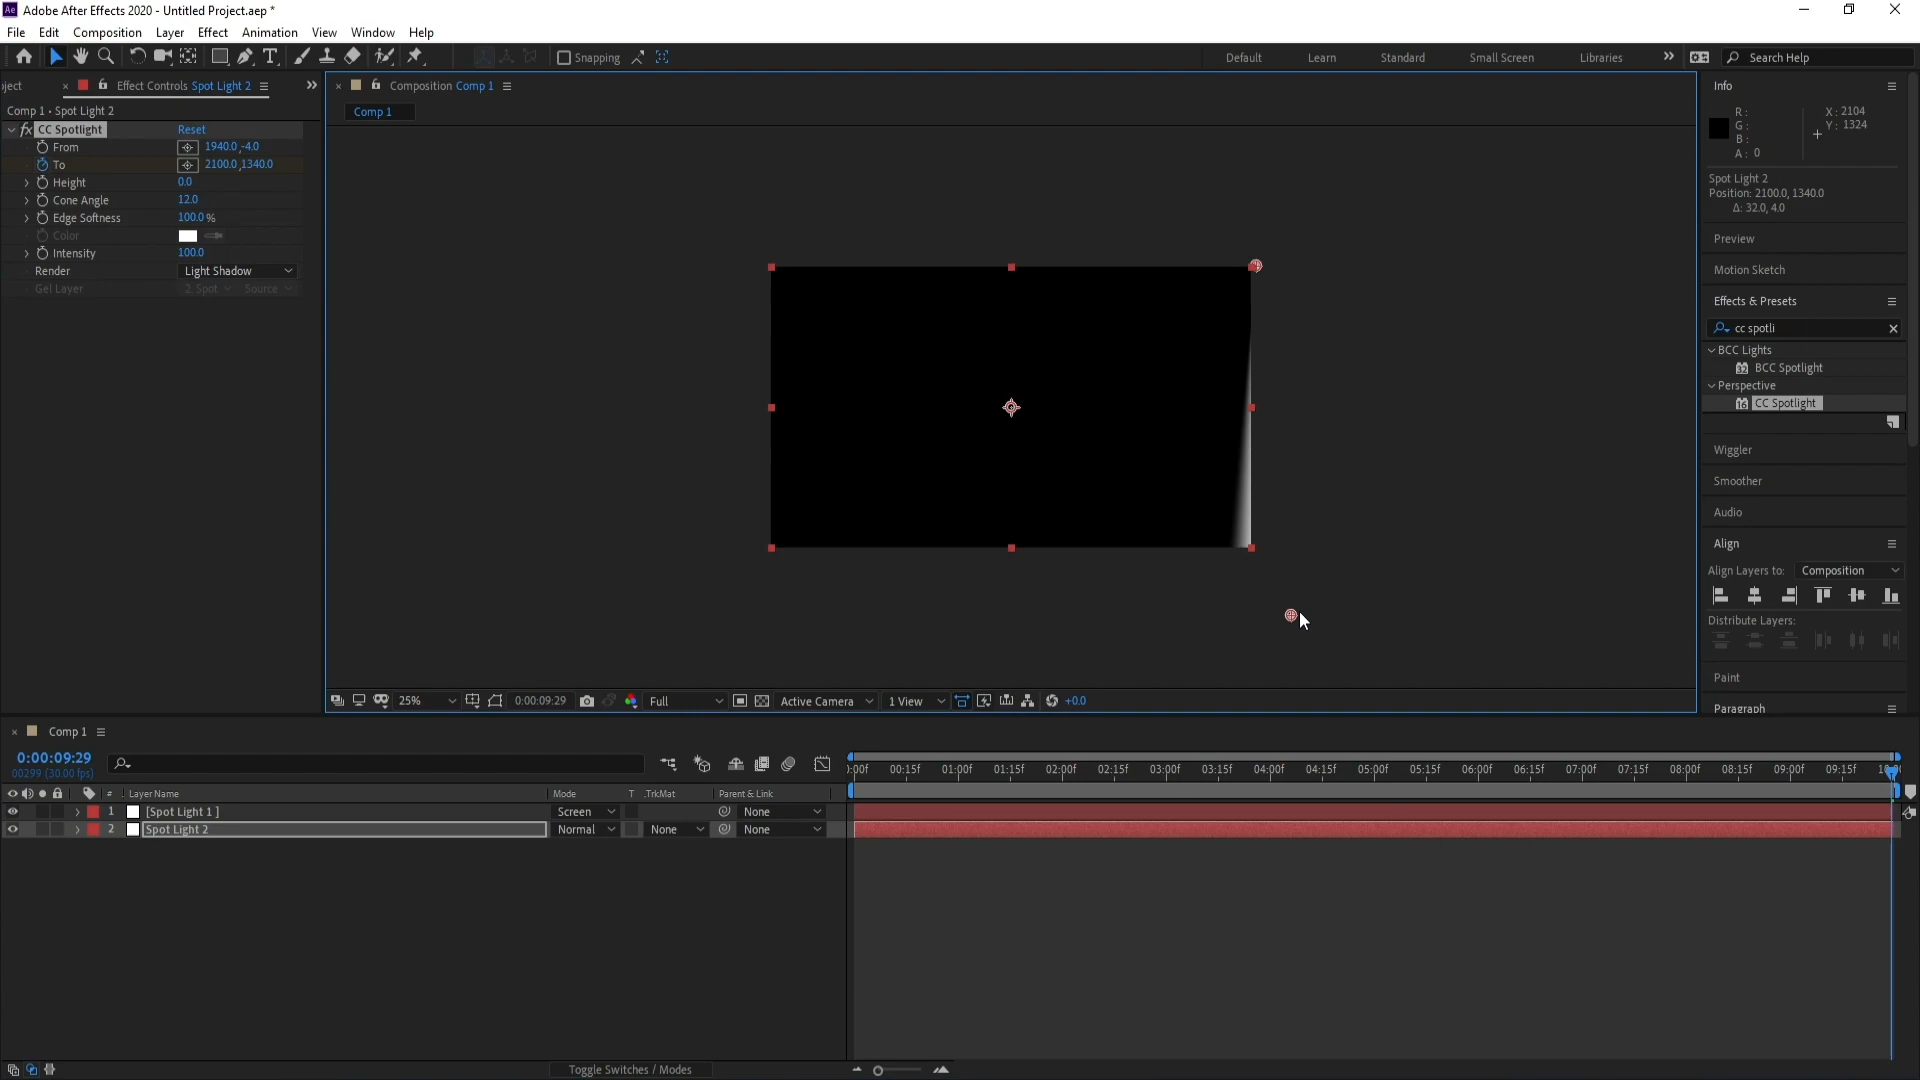 Adobe After Effects 2020 - Untitled Project.aep *
File Edit Composition Layer Effect Animation View Window Help
Snapping
Default Learn Standard Small Screen Libraries
Search Help
ject
Effect Controls Spot Light 2
Comp 1 • Spot Light 2
fx CC Spotlight Reset
From 1940.0,-4.0
To 2100.0,1340.0
Height 0.0
Cone Angle 12.0
Edge Softness 100.0%
Color
Intensity 100.0
Render Light Shadow
Gel Layer 2. Spot Source
Composition Comp 1
Comp 1
25% 0:00:09:29 Full Active Camera 1 View +0.0
Info
R: X: 2104
G: Y: 1324
B:
A: 0
Spot Light 2
Position: 2100.0, 1340.0
Δ: 32.0, 4.0
Preview
Motion Sketch
Effects & Presets
cc spotli
BCC Lights
32 BCC Spotlight
Perspective
16 CC Spotlight
Wiggler
Smoother
Audio
Align
Align Layers to: Composition
Distribute Layers:
Paint
Paragraph
Comp 1
0:00:09:29
00299 (30.00 fps)
:00f 00:15f 01:00f 01:15f 02:00f 02:15f 03:00f 03:15f 04:00f 04:15f 05:00f 05:15f 06:00f 06:15f 07:00f 07:15f 08:00f 08:15f 09:00f 09:15f
# Layer Name Mode T .TrkMat Parent & Link
1 [Spot Light 1 ] Screen None
2 Spot Light 2 Normal None None
Toggle Switches / Modes